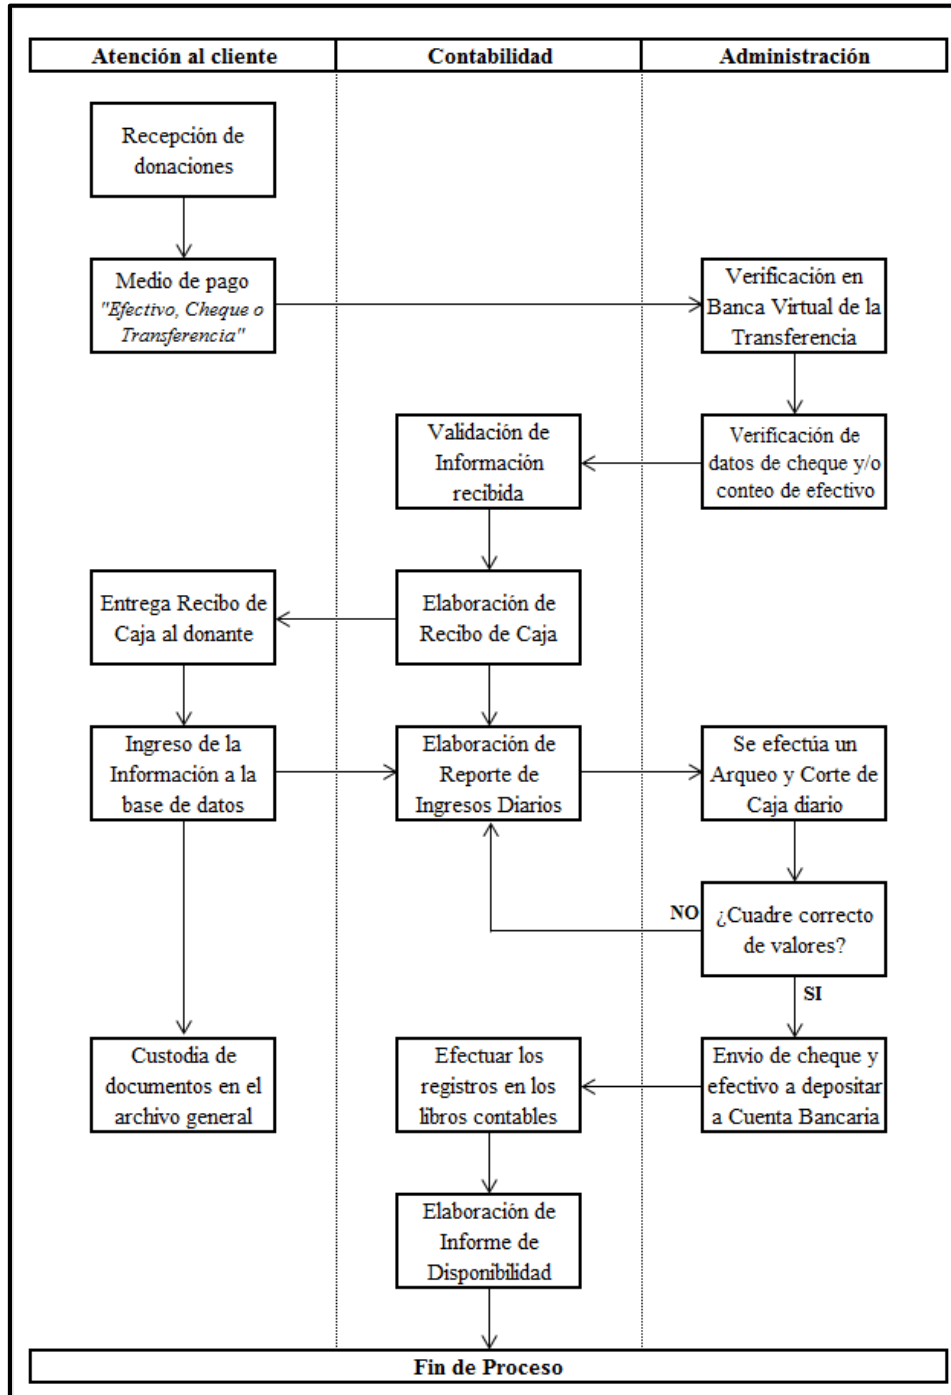 Atención al cliente
Contabilidad
Administración
Recepción de
donaciones
Medio de pago
"Efectivo, Cheque o
Transferencia"
Verificación en
Banca Virtual de la
Transferencia
Validación de
Información
recibida
Verificación de
datos de cheque y/o
conteo de efectivo
Entrega Recibo de
Caja al donante
Elaboración de
Recibo de Caja
Ingreso de la
Información a la
base de datos
Elaboración de
Reporte de
Ingresos Diarios
Se efectúa un
Arqueo y Corte de
Caja diario
NO
¿Cuadre correcto
de valores?
SI
Custodia de
documentos en el
archivo general
Efectuar los
registros en los
libros contables
Envio de cheque y
efectivo a depositar
a Cuenta Bancaria
Elaboración de
Informe de
Disponibilidad
Fin de Proceso